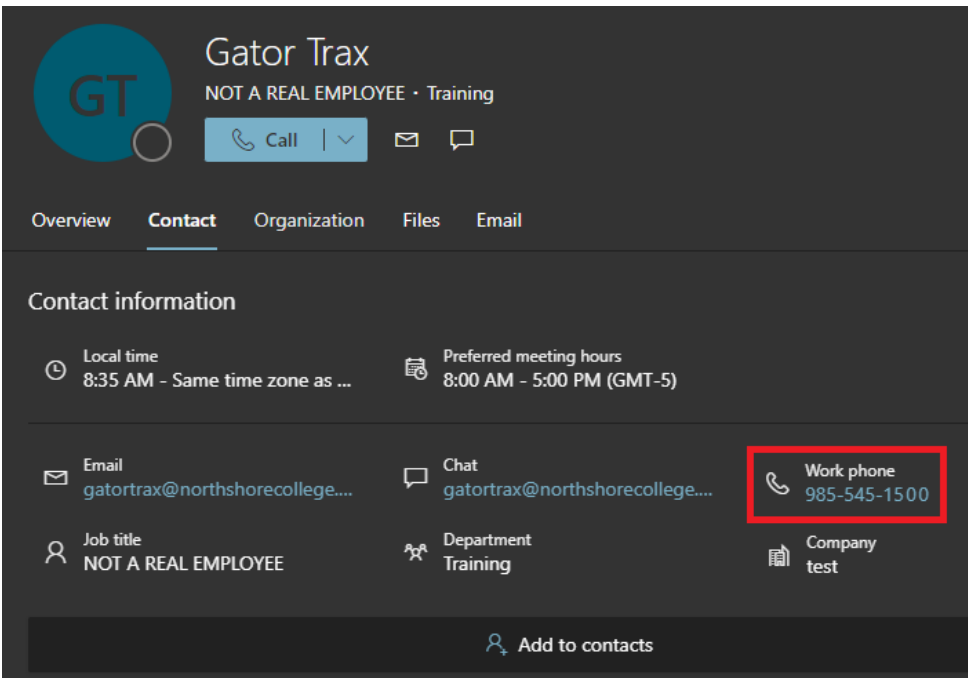 GT
Gator Trax
NOT A REAL EMPLOYEE · Training
Call
Overview Contact Organization Files Email
Contact information
Local time
8:35 AM - Same time zone as ...
Preferred meeting hours
8:00 AM - 5:00 PM (GMT-5)
Email
gatortrax@northshorecollege....
Chat
gatortrax@northshorecollege....
Work phone
985-545-1500
Job title
NOT A REAL EMPLOYEE
Department
Training
Company
test
Add to contacts